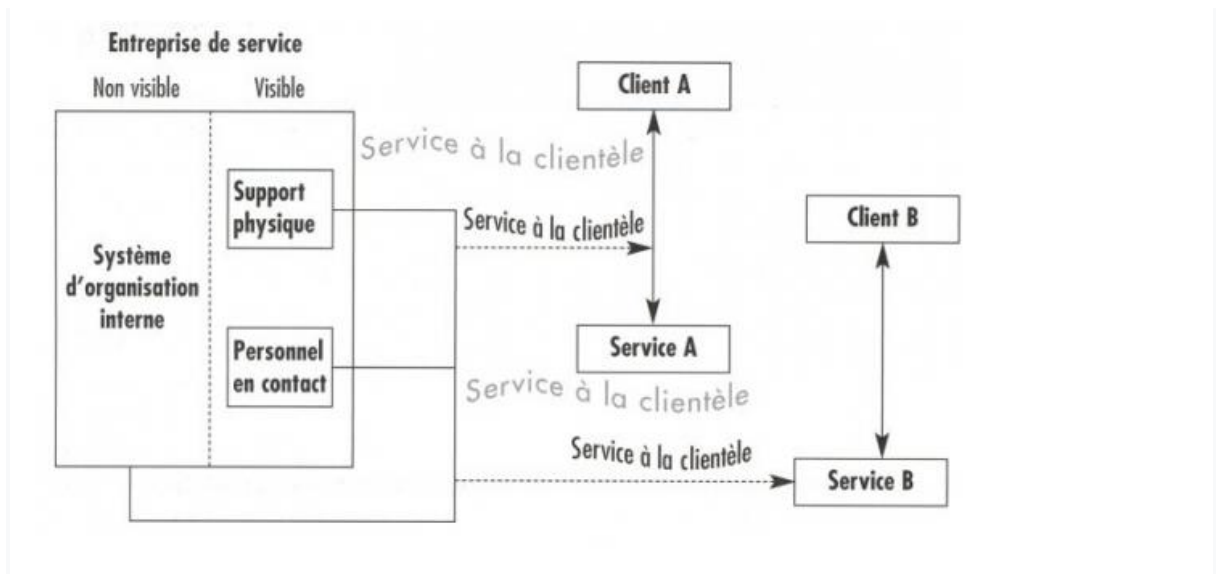 Entreprise de service
Non visible
Visible
Client A
Service à la clientèle
Support
physique
Client B
Service à la clientèle
Système
d'organisation
interne
Service A
Personnel
en contact
Service à la clientèle
Service à la clientèle
Service B